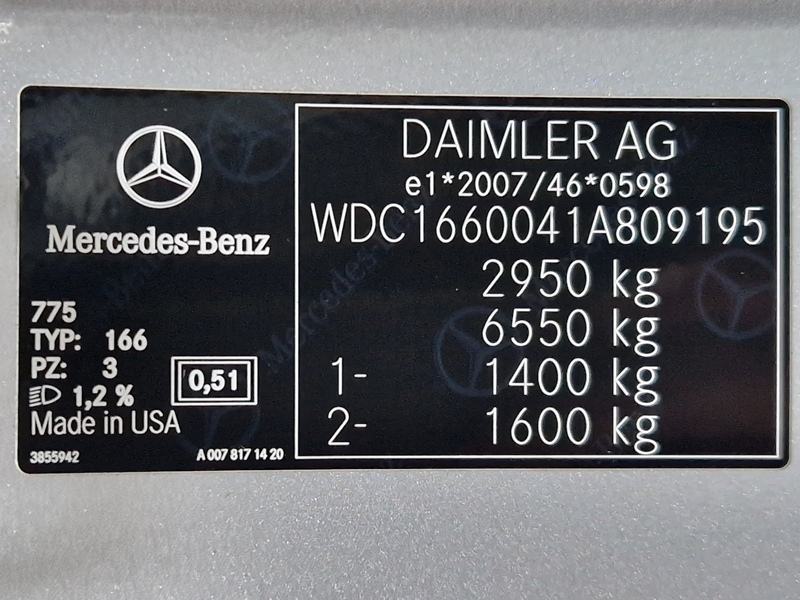 Mercedes-Benz
775
TYP: 166
PZ: 3
1,2 %
0,51
Made in USA
3855942
A 007 817 14 20
DAIMLER AG
e1*2007/46*0598
WDC1660041A809195
2950 kg
6550 kg
1- 1400 kg
2- 1600 kg